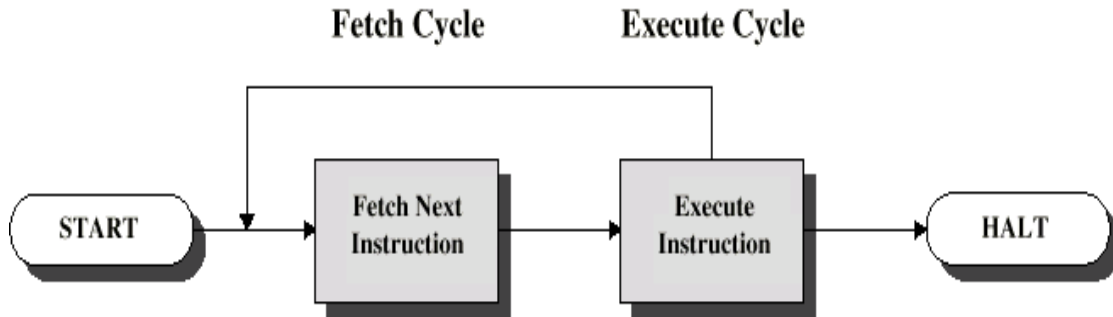 Fetch Cycle
Execute Cycle
START
Fetch Next
Instruction
Execute
Instruction
HALT